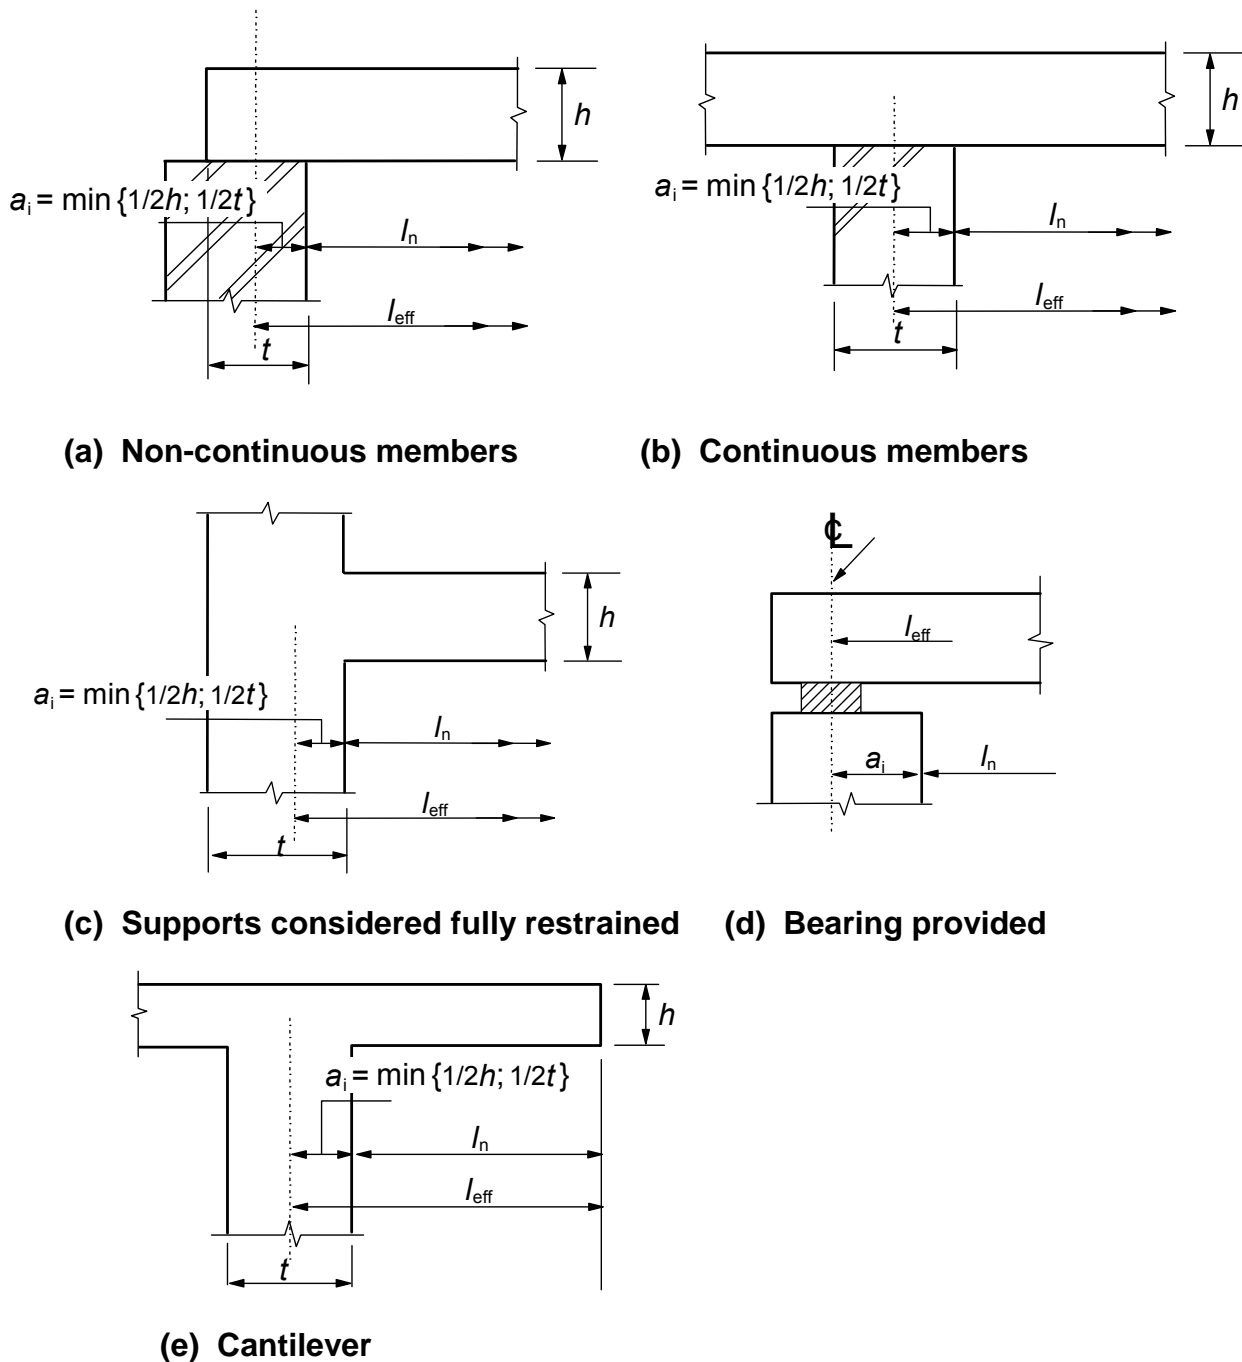 h
aᵢ = min {1/2h; 1/2t}
lₙ
l_eff
t
(a) Non-continuous members
h
aᵢ = min {1/2h; 1/2t}
lₙ
l_eff
t
(b) Continuous members
h
aᵢ = min {1/2h; 1/2t}
lₙ
l_eff
t
(c) Supports considered fully restrained
℄
l_eff
aᵢ
lₙ
(d) Bearing provided
h
aᵢ = min {1/2h; 1/2t}
lₙ
l_eff
t
(e) Cantilever